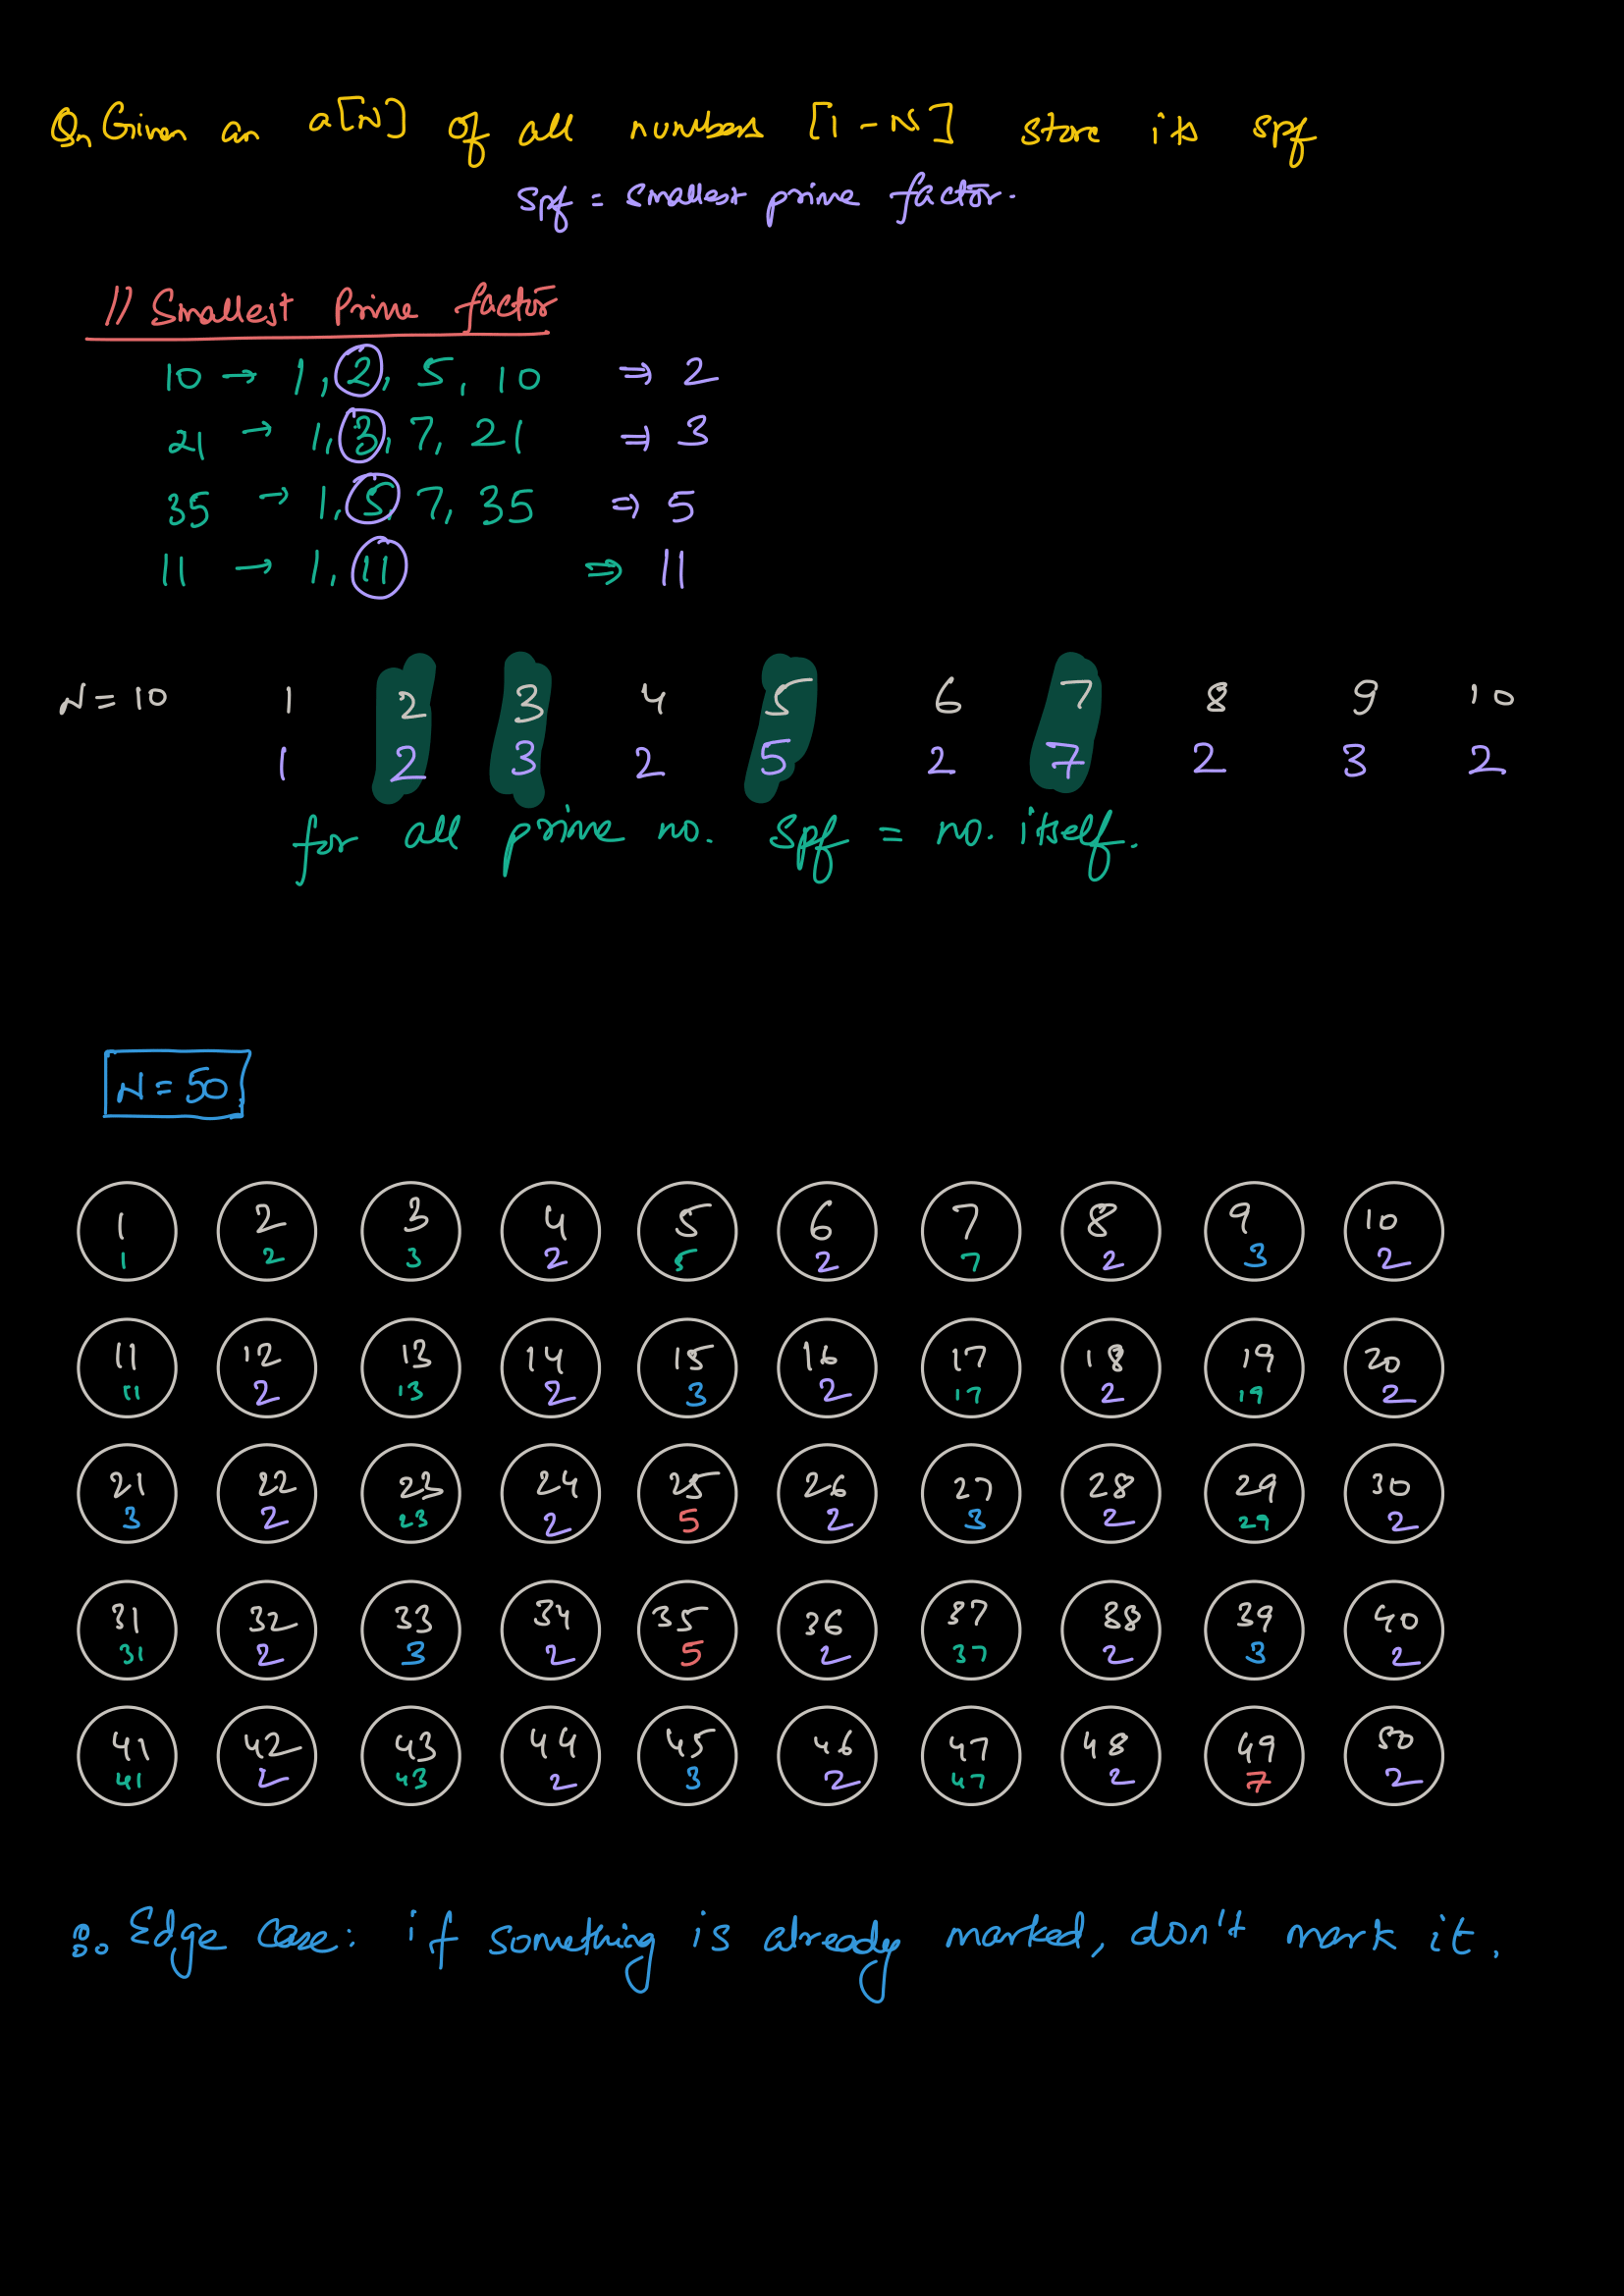 Q. Given an a[N] of all numbers [1 - N] store its spf
spf = smallest prime factor.
// Smallest Prime factor
10 → 1, 2, 5, 10 ⇒ 2
21 → 1, 3, 7, 21 ⇒ 3
35 → 1, 5, 7, 35 ⇒ 5
11 → 1, 11 ⇒ 11
N = 10 1 2 3 4 5 6 7 8 9 10
1 2 3 2 5 2 7 2 3 2
for all prime no. spf = no. itself.
N = 50
1 2 3 4 5 6 7 8 9 10
1 2 3 2 5 2 7 2 3 2
11 12 13 14 15 16 17 18 19 20
11 2 13 2 3 2 17 2 19 2
21 22 23 24 25 26 27 28 29 30
3 2 23 2 5 2 3 2 29 2
31 32 33 34 35 36 37 38 39 40
31 2 3 2 5 2 37 2 3 2
41 42 43 44 45 46 47 48 49 50
41 2 43 2 3 2 47 2 7 2
Edge Case: if something is already marked, don't mark it.